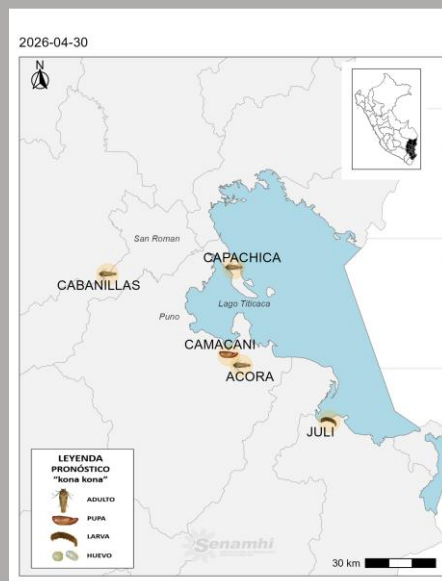 2026-04-30
N
San Roman
CAPACHICA
CABANILLAS
Lago Titicaca
Puno
CAMACANI
ACORA
JULI
LEYENDA
PRONÓSTICO
"kona kona"
ADULTO
PUPA
LARVA
HUEVO
Senamhi
30 km